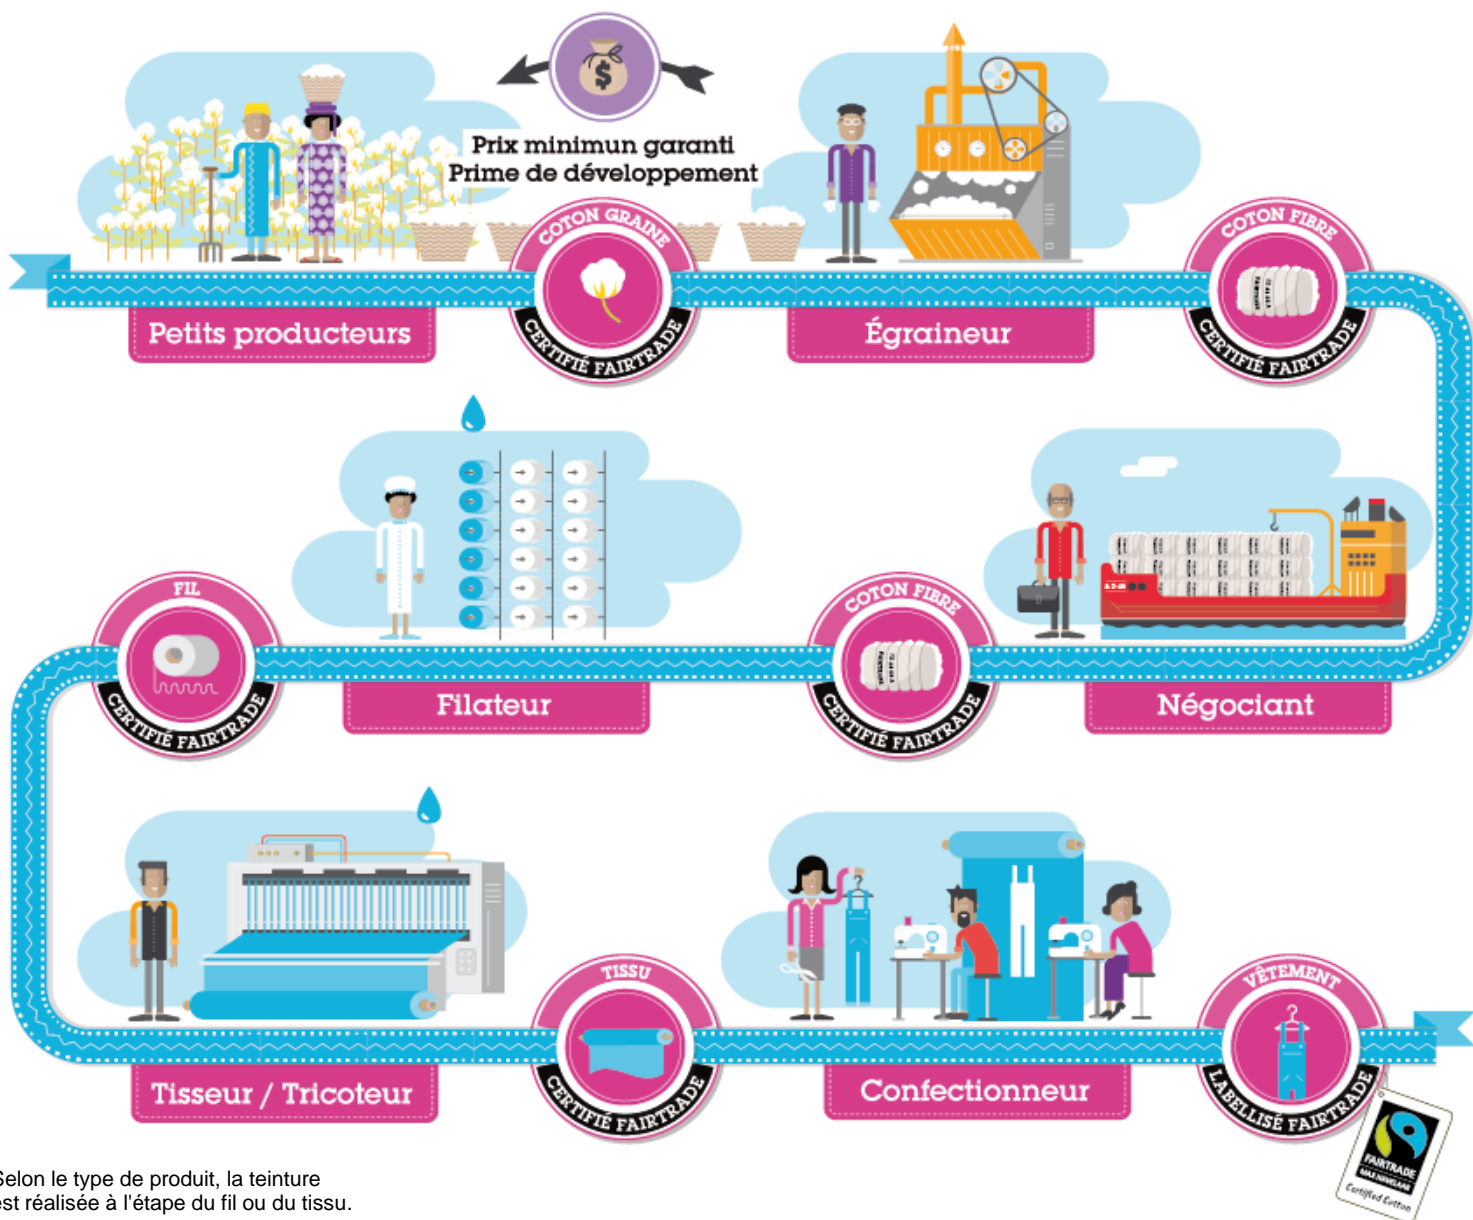 Prix minimun garanti
Prime de développement
COTON GRAINE
CERTIFIÉ FAIRTRADE
COTON FIBRE
CERTIFIÉ FAIRTRADE
Petits producteurs
Égraineur
FIL
CERTIFIÉ FAIRTRADE
COTON FIBRE
CERTIFIÉ FAIRTRADE
Filateur
Négociant
TISSU
CERTIFIÉ FAIRTRADE
VÊTEMENT
LABELLISÉ FAIRTRADE
Tisseur / Tricoteur
Confectionneur
FAIRTRADE
MAX HAVELAAR
Certified Cotton
Selon le type de produit, la teinture
est réalisée à l'étape du fil ou du tissu.